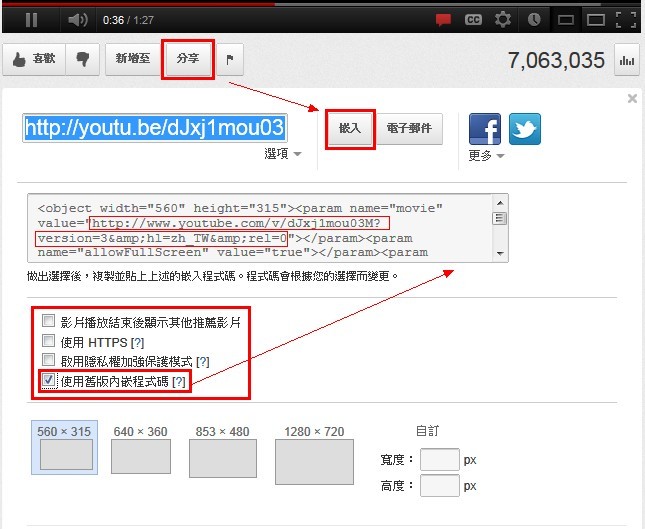 0:36 / 1:27
CC
喜歡 新增至 分享 7,063,035
http://youtu.be/dJxj1mou03
嵌入 電子郵件
選項 更多
<object width="560" height="315"><param name="movie"
value="http://www.youtube.com/v/dJxj1mou03M?
version=3&amp;hl=zh_TW&amp;rel=0"></param><param
name="allowFullScreen" value="true"></param><param
做出選擇後，複製並貼上上述的嵌入程式碼。程式碼會根據您的選擇而變更。
影片播放結束後顯示其他推薦影片
使用 HTTPS [?]
啟用隱私權加強保護模式 [?]
使用舊版內嵌程式碼 [?]
560 × 315 640 × 360 853 × 480 1280 × 720 自訂
寬度： px
高度： px